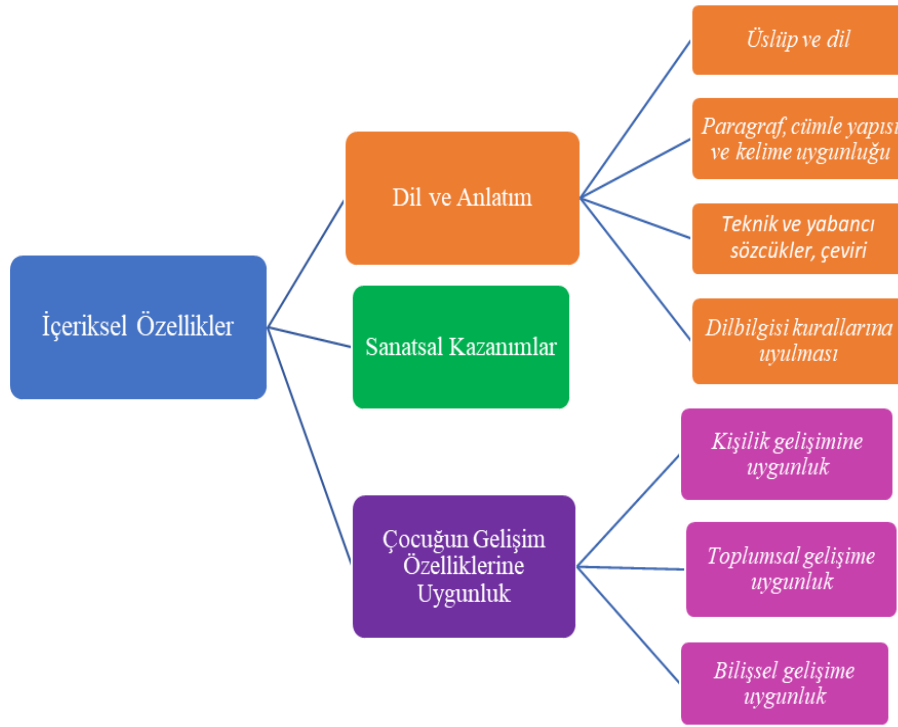 İçeriksel Özellikler
Dil ve Anlatım
Üslüp ve dil
Paragraf, cümle yapısı
ve kelime uygunluğu
Teknik ve yabancı
sözcükler, çeviri
Dilbilgisi kurallarına
uyulması
Sanatsal Kazanımlar
Çocuğun Gelişim
Özelliklerine
Uygunluk
Kişilik gelişimine
uygunluk
Toplumsal gelişime
uygunluk
Bilişsel gelişime
uygunluk